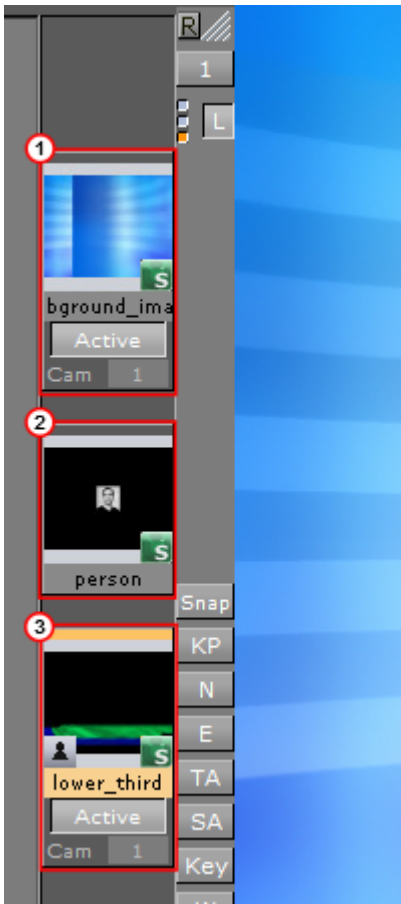 R
1
L
1
S
bground_ima
Active
Cam 1
2
S
person
3
S
lower_third
Active
Cam 1
Snap
KP
N
E
TA
SA
Key